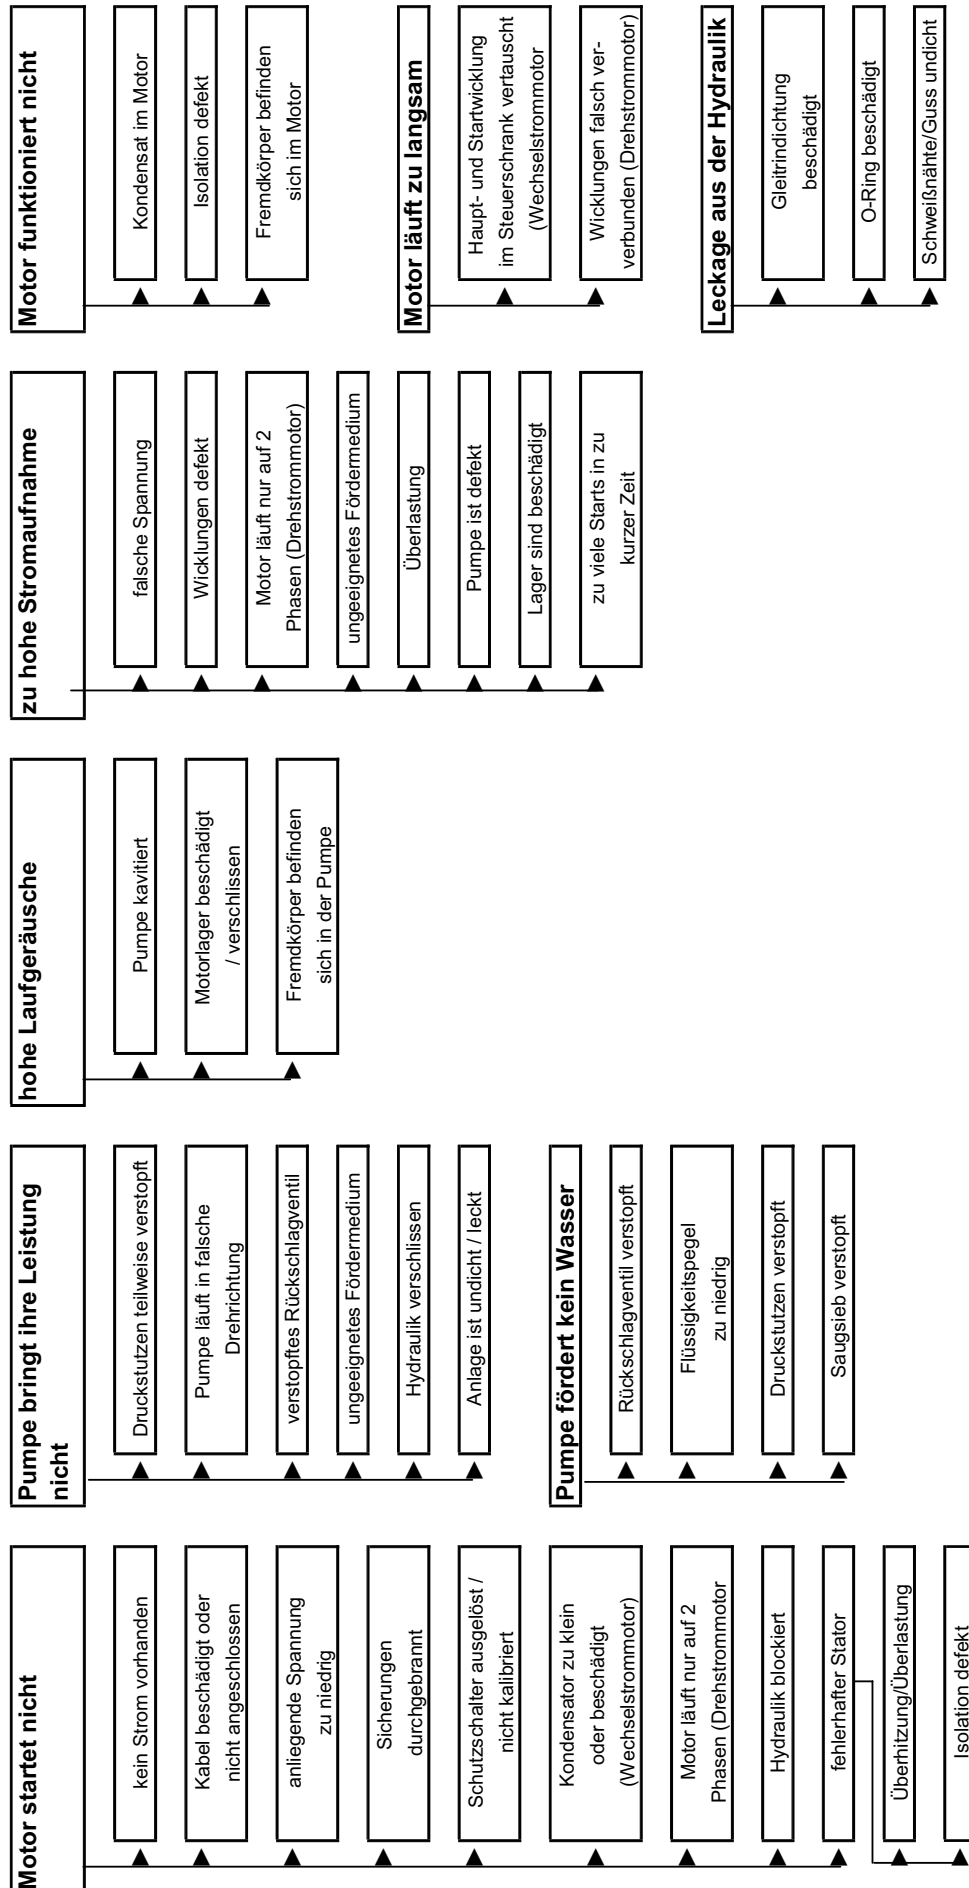 Motor startet nicht
kein Strom vorhanden
Kabel beschädigt oder
nicht angeschlossen
anliegende Spannung
zu niedrig
Sicherungen
durchgebrannt
Schutzschalter ausgelöst /
nicht kalibriert
Kondensator zu klein
oder beschädigt
(Wechselstrommotor)
Motor läuft nur auf 2
Phasen (Drehstrommotor
Hydraulik blockiert
fehlerhafter Stator
Überhitzung/Überlastung
Isolation defekt
Pumpe bringt ihre Leistung
nicht
Druckstutzen teilweise verstopft
Pumpe läuft in falsche
Drehrichtung
verstopftes Rückschlagventil
ungeeignetes Fördermedium
Hydraulik verschlissen
Anlage ist undicht / leckt
Pumpe fördert kein Wasser
Rückschlagventil verstopft
Flüssigkeitspegel
zu niedrig
Druckstutzen verstopft
Saugsieb verstopft
hohe Laufgeräusche
Pumpe kavitiert
Motorlager beschädigt
/ verschlissen
Fremdkörper befinden
sich in der Pumpe
zu hohe Stromaufnahme
falsche Spannung
Wicklungen defekt
Motor läuft nur auf 2
Phasen (Drehstrommotor)
ungeeignetes Fördermedium
Überlastung
Pumpe ist defekt
Lager sind beschädigt
zu viele Starts in zu
kurzer Zeit
Motor funktioniert nicht
Kondensat im Motor
Isolation defekt
Fremdkörper befinden
sich im Motor
Motor läuft zu langsam
Haupt- und Startwicklung
im Steuerschrank vertauscht
(Wechselstrommotor
Wicklungen falsch ver-
verbunden (Drehstrommotor)
Leckage aus der Hydraulik
Gleitrindichtung
beschädigt
O-Ring beschädigt
Schweißnähte/Guss undicht